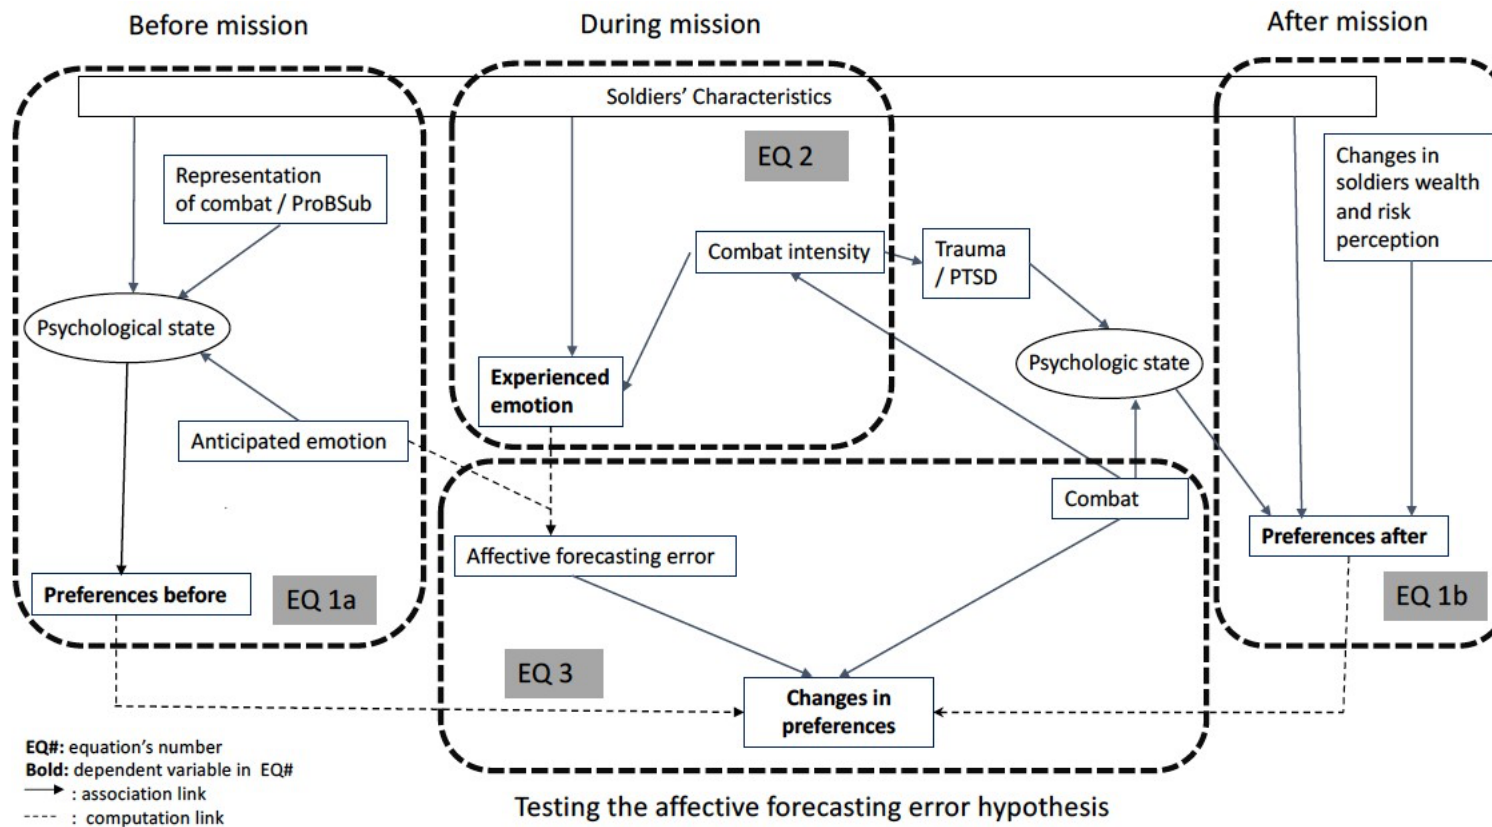 Before mission
During mission
After mission
Soldiers' Characteristics
EQ 2
Representation
of combat / ProBSub
Changes in
soldiers wealth
and risk
perception
Combat intensity
Trauma
/ PTSD
Psychological state
Psychologic state
Experienced
emotion
Anticipated emotion
Combat
Affective forecasting error
Preferences after
Preferences before
EQ 1a
EQ 1b
EQ 3
Changes in
preferences
EQ#: equation's number
Bold: dependent variable in EQ#
: association link
: computation link
Testing the affective forecasting error hypothesis